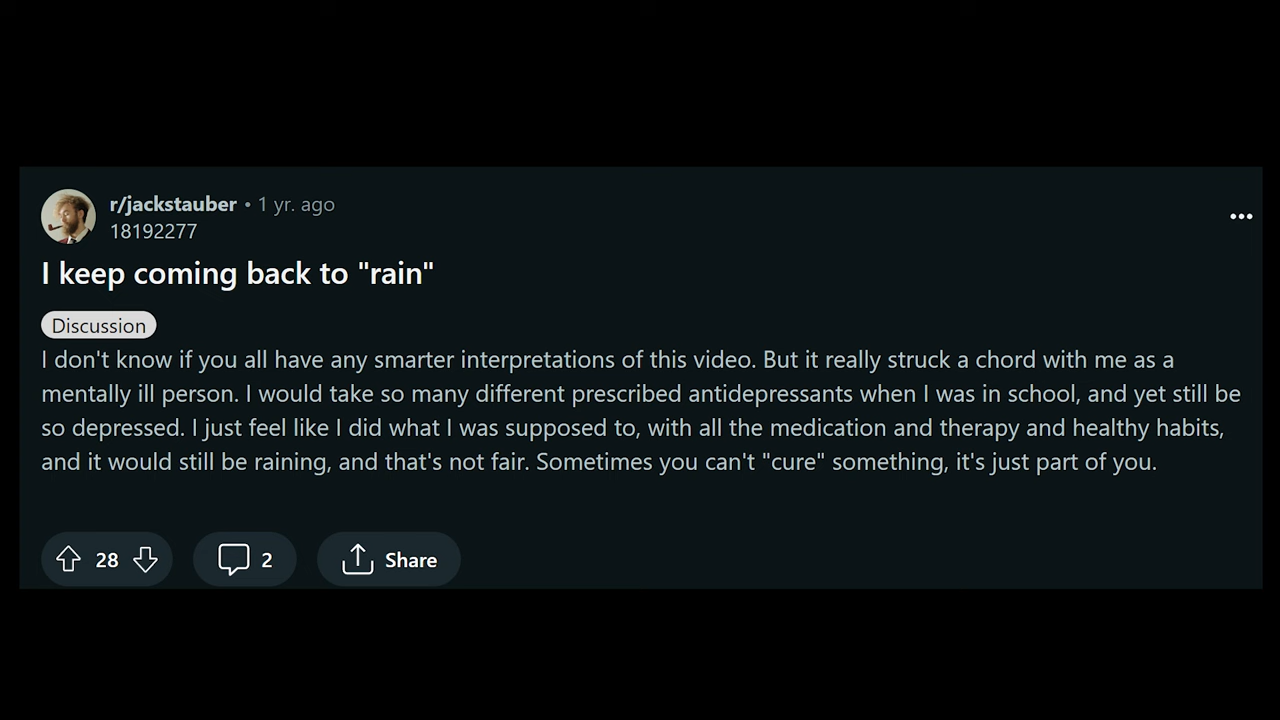 r/jackstauber • 1 yr. ago
18192277
I keep coming back to "rain"
Discussion
I don't know if you all have any smarter interpretations of this video. But it really struck a chord with me as a
mentally ill person. I would take so many different prescribed antidepressants when I was in school, and yet still be
so depressed. I just feel like I did what I was supposed to, with all the medication and therapy and healthy habits,
and it would still be raining, and that's not fair. Sometimes you can't "cure" something, it's just part of you.
28 2 Share